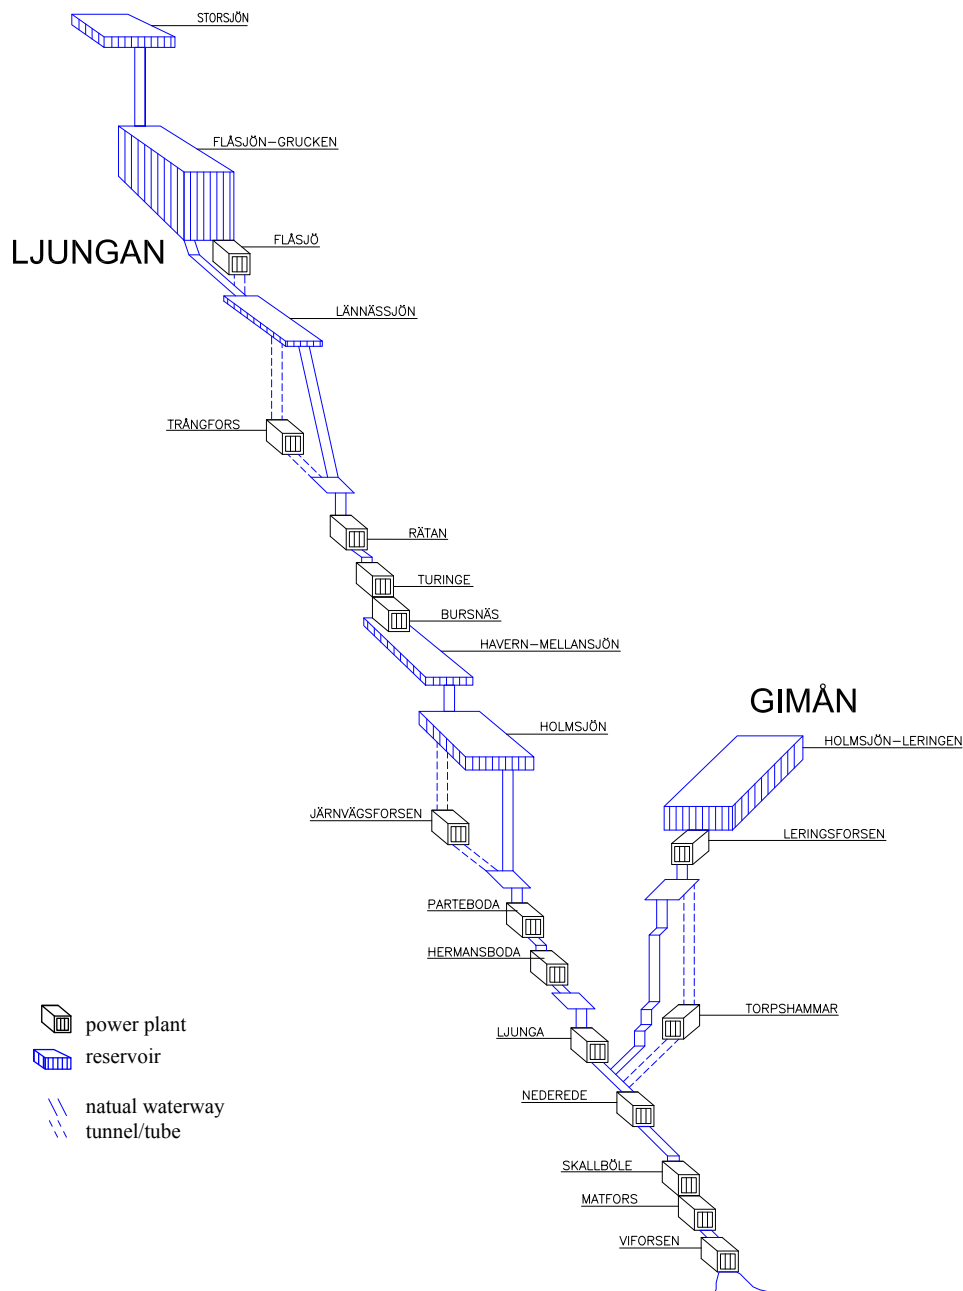 STORSJÖN
FLÅSJÖN-GRUCKEN
LJUNGAN
FLÅSJÖ
LÄNNÄSSJÖN
TRÅNGFORS
RÄTAN
TURINGE
BURSNÄS
HAVERN-MELLANSJÖN
GIMÅN
HOLMSJÖN
HOLMSJÖN-LERINGEN
JÄRNVÄGSFORSEN
LERINGSFORSEN
PARTEBODA
HERMANSBODA
TORPSHAMMAR
LJUNGA
NEDEREDE
SKALLBÖLE
MATFORS
VIFORSEN
power plant
reservoir
natual waterway
tunnel/tube